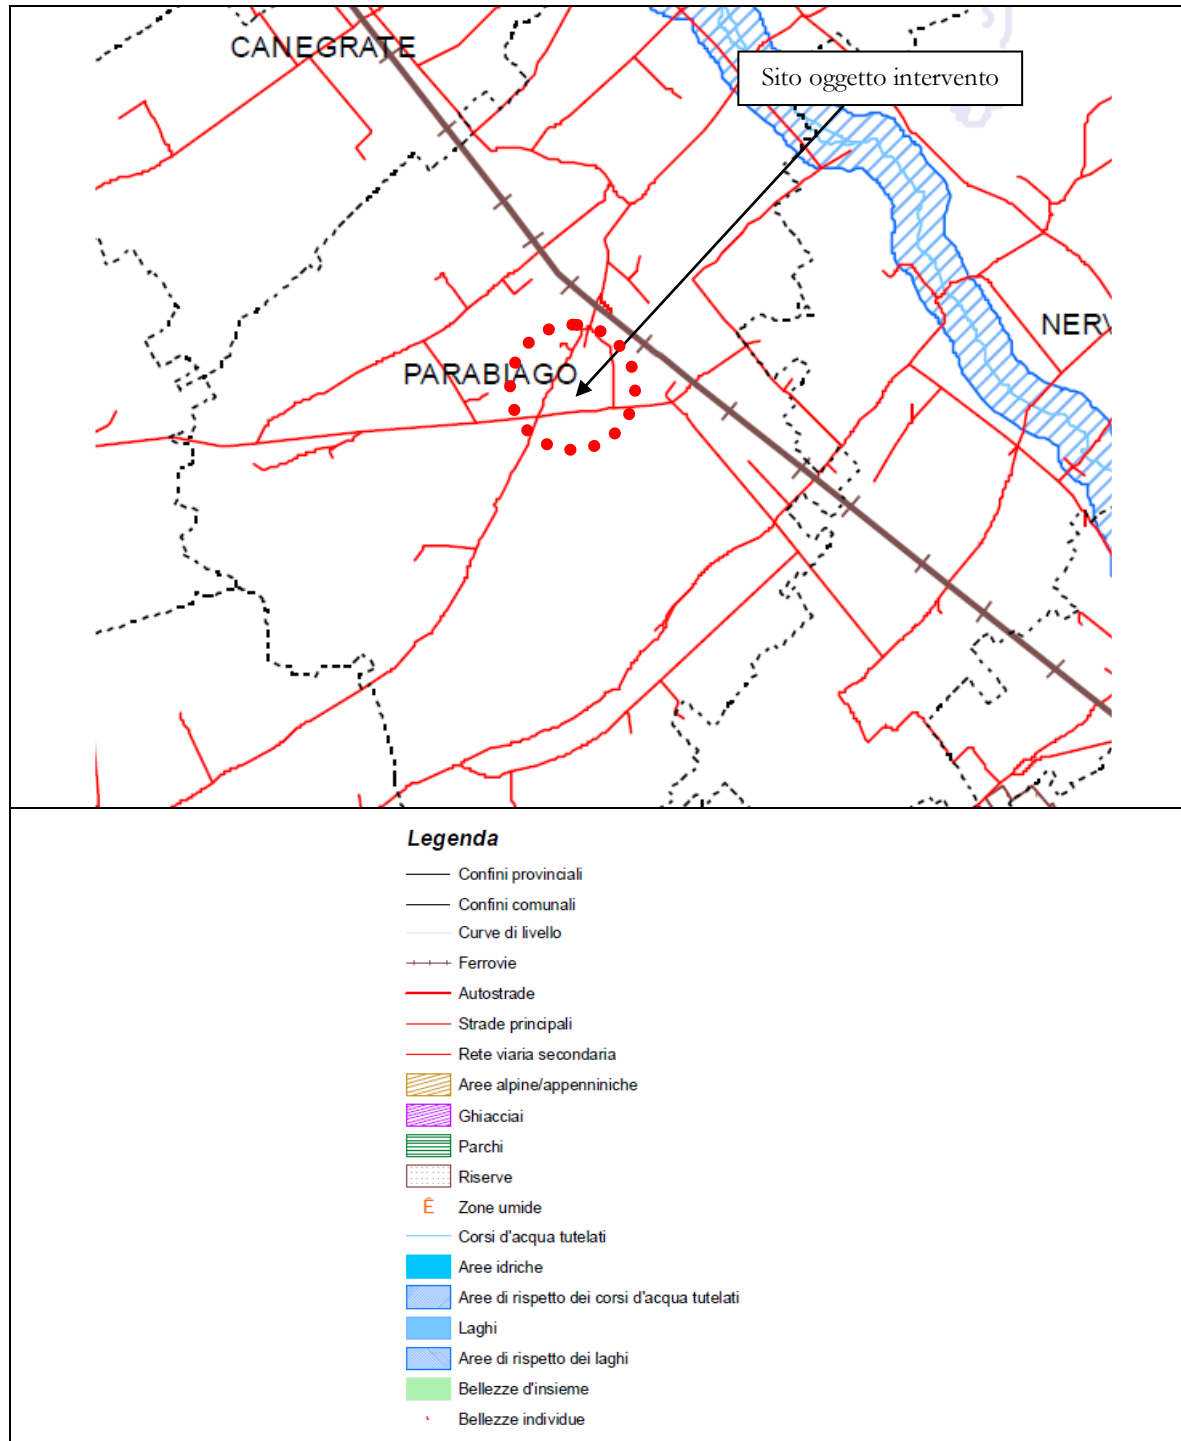 CANEGRATE
Sito oggetto intervento
NERV
PARABIAGO
Legenda
Confini provinciali
Confini comunali
Curve di livello
Ferrovie
Autostrade
Strade principali
Rete viaria secondaria
Aree alpine/appenniniche
Ghiacciai
Parchi
Riserve
Ê Zone umide
Corsi d'acqua tutelati
Aree idriche
Aree di rispetto dei corsi d'acqua tutelati
Laghi
Aree di rispetto dei laghi
Bellezze d'insieme
Bellezze individue